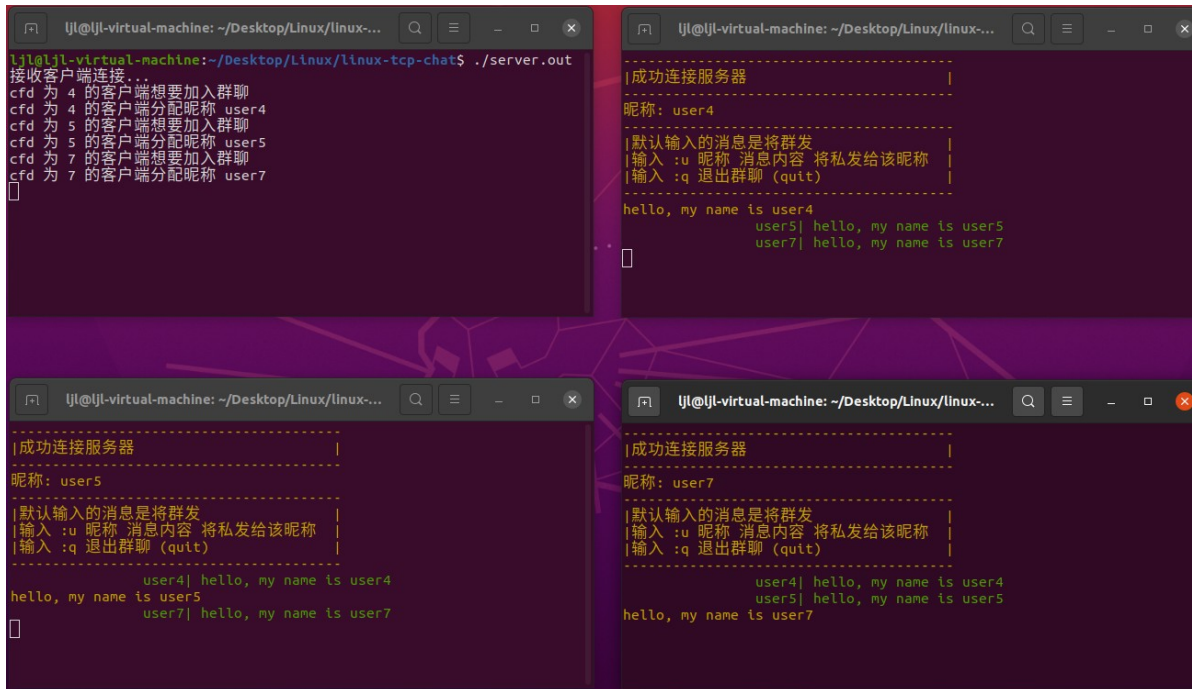 ljl@ljl-virtual-machine: ~/Desktop/Linux/linux-...
ljl@ljl-virtual-machine:~/Desktop/Linux/linux-tcp-chat$ ./server.out
接收客户端连接...
cfd 为 4 的客户端想要加入群聊
cfd 为 4 的客户端分配昵称 user4
cfd 为 5 的客户端想要加入群聊
cfd 为 5 的客户端分配昵称 user5
cfd 为 7 的客户端想要加入群聊
cfd 为 7 的客户端分配昵称 user7
ljl@ljl-virtual-machine: ~/Desktop/Linux/linux-...
----------------------------------------
|成功连接服务器 |
----------------------------------------
昵称: user4
----------------------------------------
|默认输入的消息是将群发 |
|输入 :u 昵称 消息内容 将私发给该昵称 |
|输入 :q 退出群聊 (quit) |
----------------------------------------
hello, my name is user4
user5| hello, my name is user5
user7| hello, my name is user7
ljl@ljl-virtual-machine: ~/Desktop/Linux/linux-...
----------------------------------------
|成功连接服务器 |
----------------------------------------
昵称: user5
----------------------------------------
|默认输入的消息是将群发 |
|输入 :u 昵称 消息内容 将私发给该昵称 |
|输入 :q 退出群聊 (quit) |
----------------------------------------
user4| hello, my name is user4
hello, my name is user5
user7| hello, my name is user7
ljl@ljl-virtual-machine: ~/Desktop/Linux/linux-...
----------------------------------------
|成功连接服务器 |
----------------------------------------
昵称: user7
----------------------------------------
|默认输入的消息是将群发 |
|输入 :u 昵称 消息内容 将私发给该昵称 |
|输入 :q 退出群聊 (quit) |
----------------------------------------
user4| hello, my name is user4
user5| hello, my name is user5
hello, my name is user7